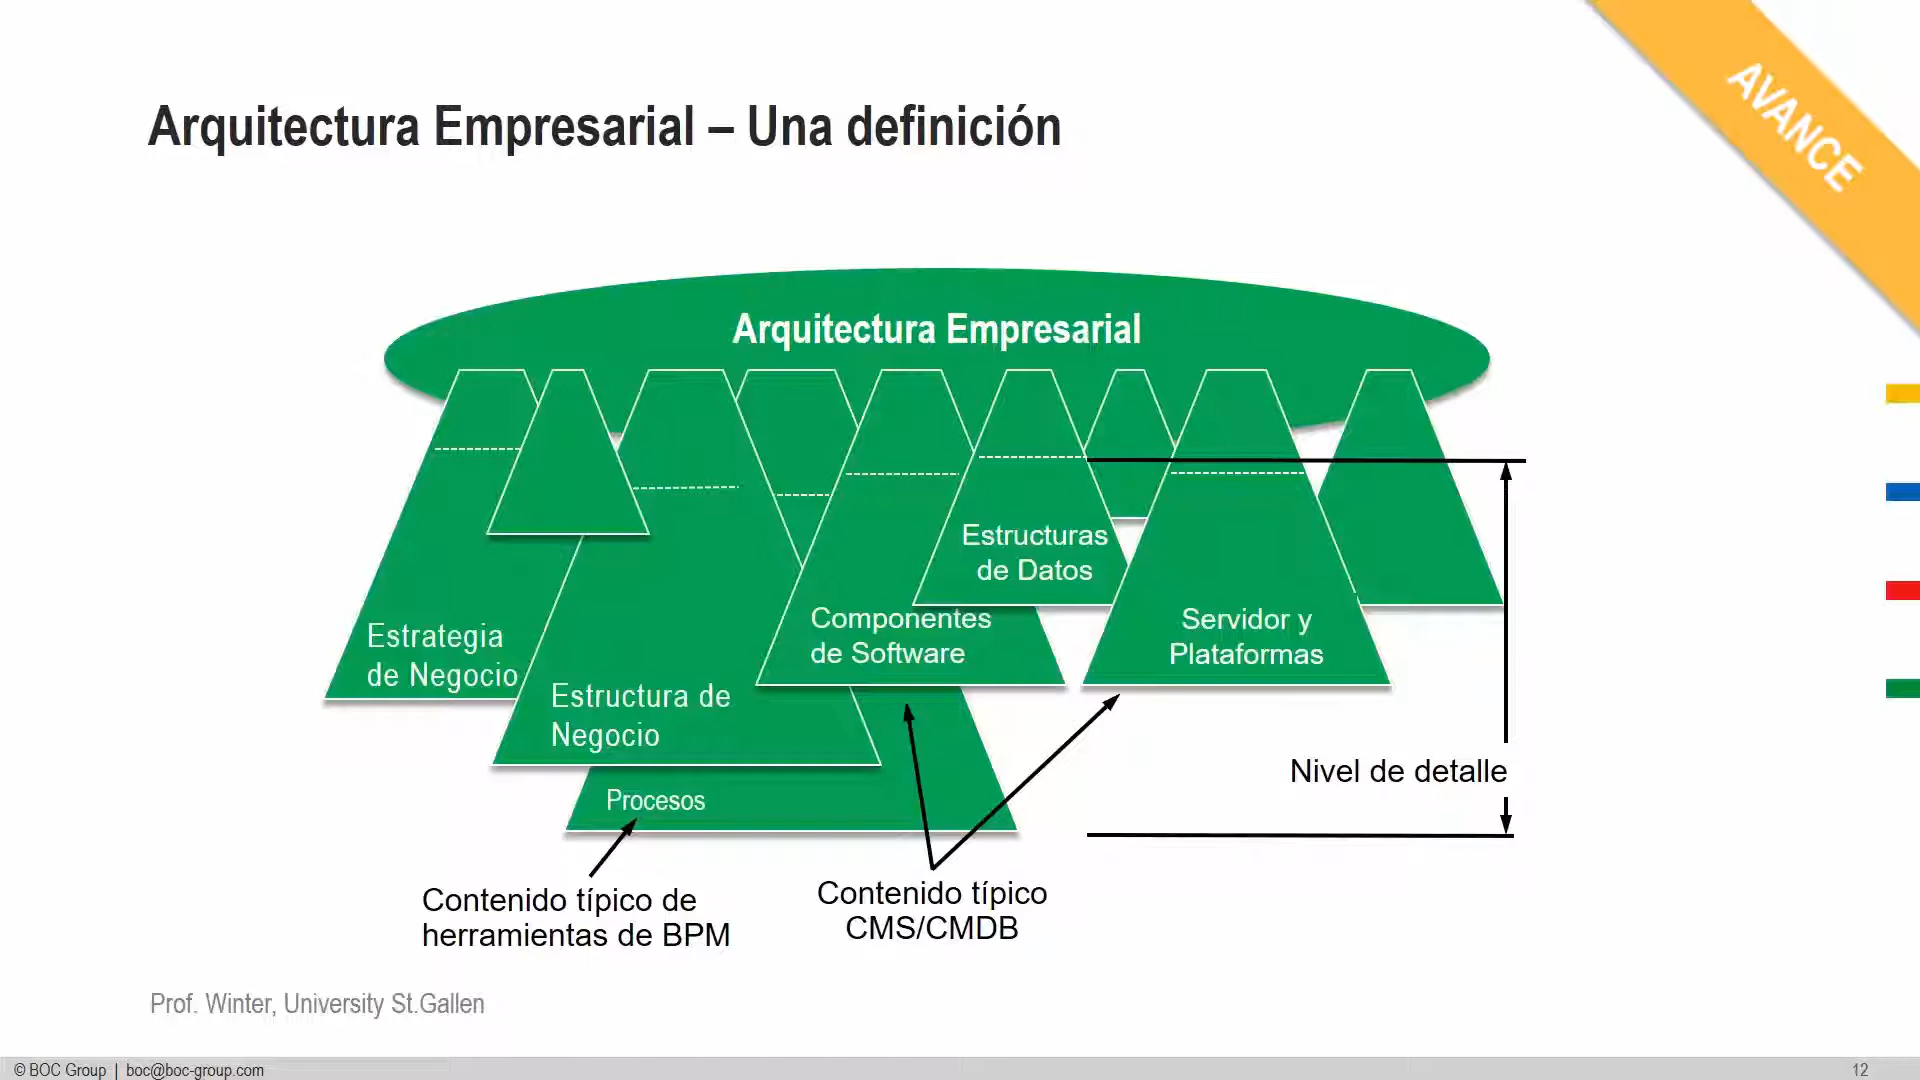 AVANCE
Arquitectura Empresarial – Una definición
Arquitectura Empresarial
Estructuras
de Datos
Componentes
de Software
Servidor y
Plataformas
Estrategia
de Negocio
Estructura de
Negocio
Procesos
Nivel de detalle
Contenido típico de
herramientas de BPM
Contenido típico
CMS/CMDB
Prof. Winter, University St.Gallen
© BOC Group | boc@boc-group.com
12